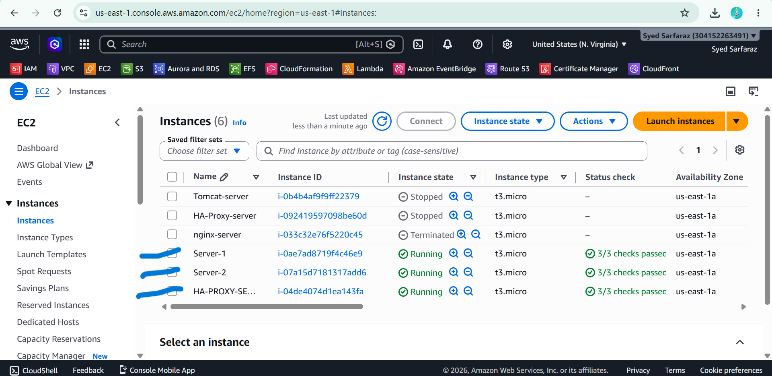 us-east-1.console.aws.amazon.com/ec2/home?region=us-east-1#Instances:
aws
Search
[Alt+S]
United States (N. Virginia)
Syed Sarfaraz (304152263491)
Syed Sarfaraz
IAM VPC EC2 S3 Aurora and RDS EFS CloudFormation Lambda Amazon EventBridge Route 53 Certificate Manager CloudFront
EC2 > Instances
EC2
Dashboard
AWS Global View
Events
Instances
Instances
Instance Types
Launch Templates
Spot Requests
Savings Plans
Reserved Instances
Dedicated Hosts
Capacity Reservations
Capacity Manager New
Instances (6) Info
Last updated
less than a minute ago
Connect
Instance state
Actions
Launch instances
Saved filter sets
Choose filter set
Find Instance by attribute or tag (case-sensitive)
1
Name Instance ID Instance state Instance type Status check Availability Zone
Tomcat-server i-0b4b4af9f9ff22379 Stopped t3.micro – us-east-1a
HA-Proxy-server i-092419597098be60d Stopped t3.micro – us-east-1a
nginx-server i-033c32e76f5220c45 Terminated t3.micro – us-east-1a
Server-1 i-0ae7ad8719f4c46e9 Running t3.micro 3/3 checks passed us-east-1a
Server-2 i-07a15d7181317add6 Running t3.micro 3/3 checks passed us-east-1a
HA-PROXY-SE... i-04de4074d1ea143fa Running t3.micro 3/3 checks passed us-east-1a
Select an instance
CloudShell Feedback Console Mobile App © 2026, Amazon Web Services, Inc. or its affiliates. Privacy Terms Cookie preferences